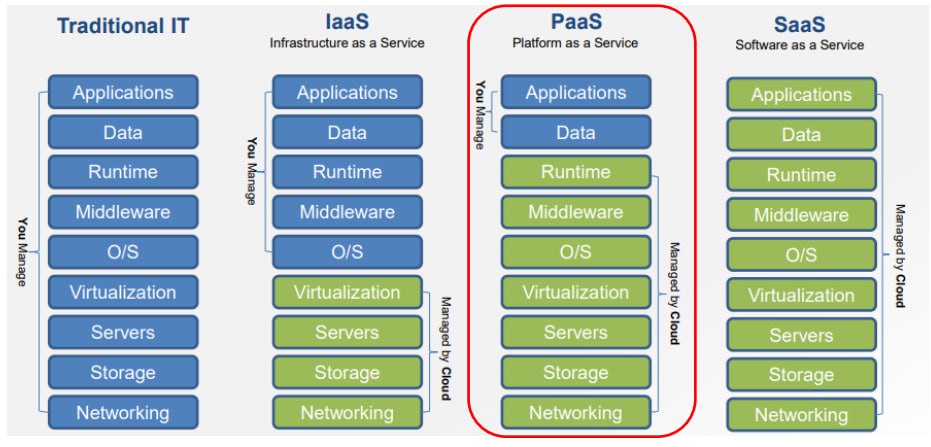 Traditional IT
Applications
Data
Runtime
Middleware
O/S
Virtualization
Servers
Storage
Networking
You Manage
IaaS
Infrastructure as a Service
Applications
Data
Runtime
Middleware
O/S
Virtualization
Servers
Storage
Networking
You Manage
Managed by Cloud
PaaS
Platform as a Service
Applications
Data
Runtime
Middleware
O/S
Virtualization
Servers
Storage
Networking
You Manage
Managed by Cloud
SaaS
Software as a Service
Applications
Data
Runtime
Middleware
O/S
Virtualization
Servers
Storage
Networking
Managed by Cloud